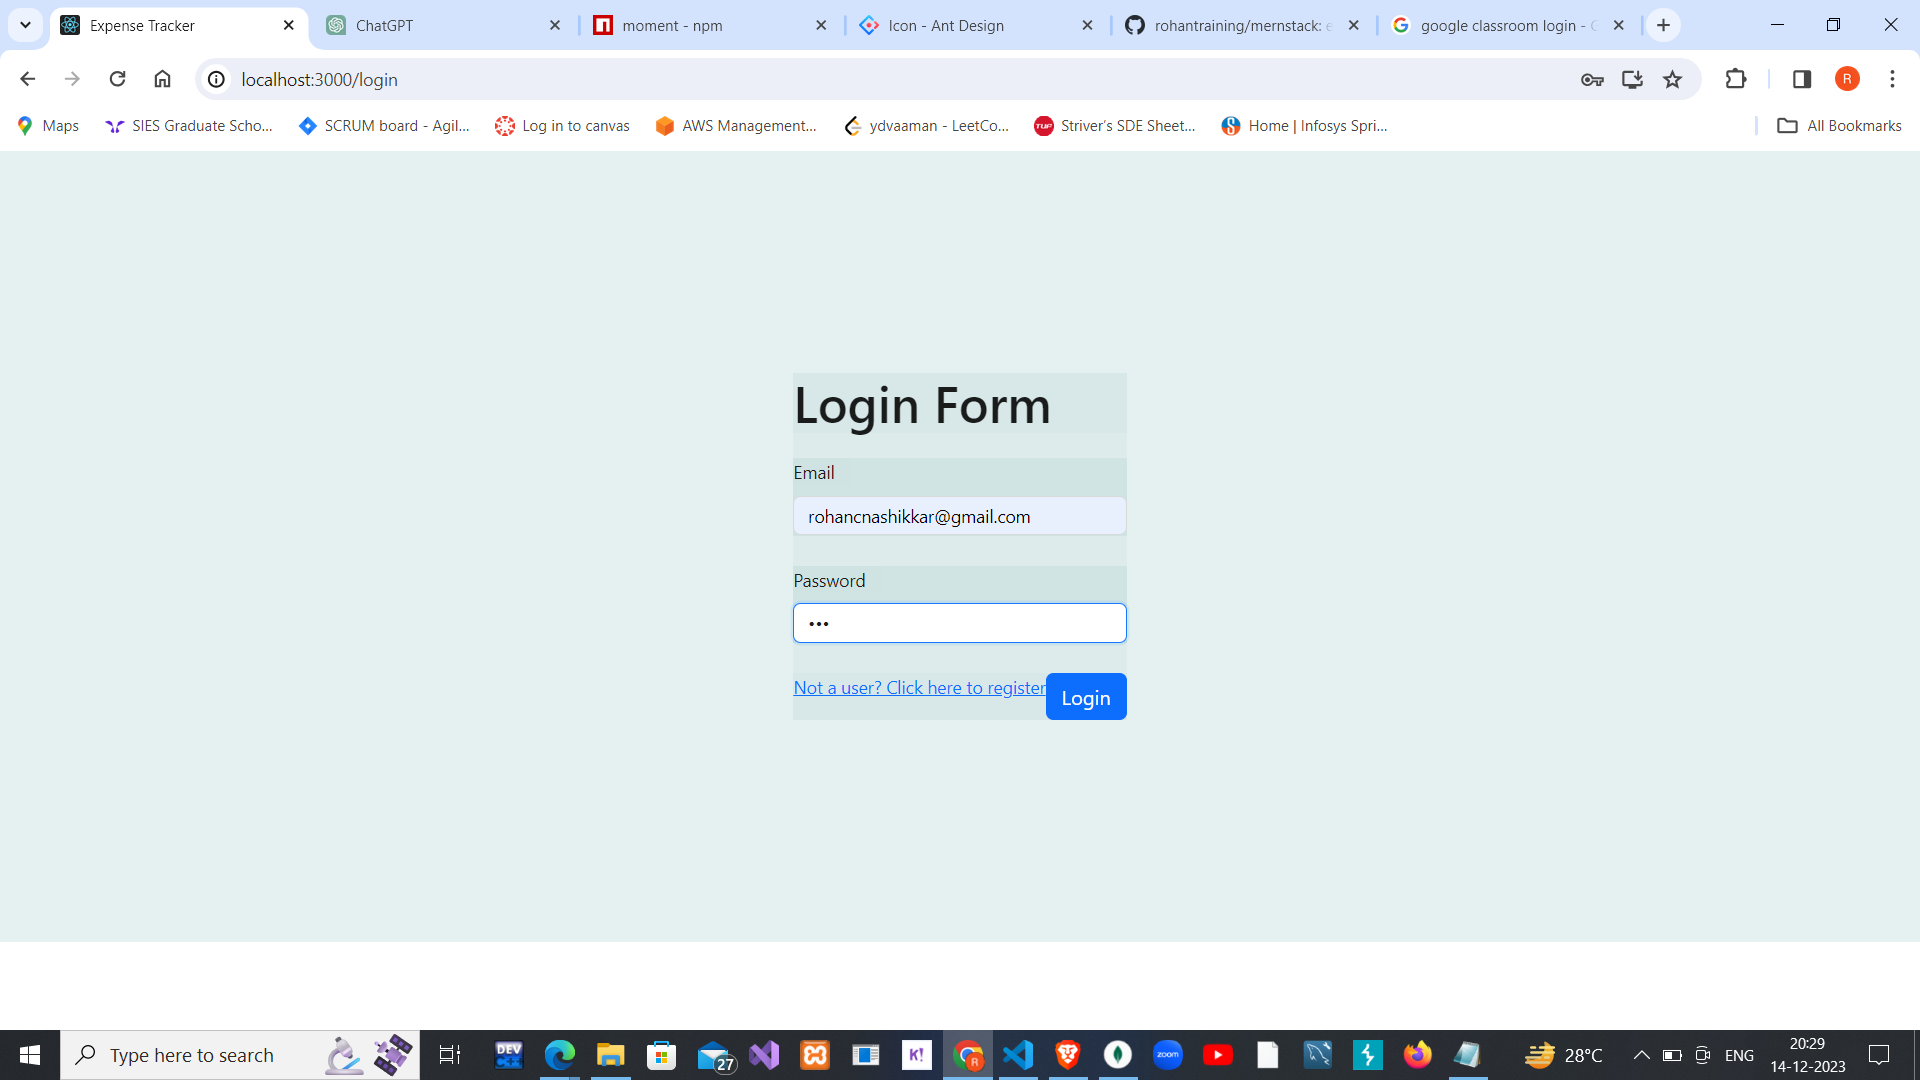 Expense Tracker
ChatGPT
moment - npm
Icon - Ant Design
rohantraining/mernstack: e
google classroom login - G
localhost:3000/login
R
Maps
SIES Graduate Scho...
SCRUM board - Agil...
Log in to canvas
AWS Management...
ydvaaman - LeetCo...
TUF
Striver's SDE Sheet...
Home | Infosys Spri...
All Bookmarks
Login Form
Email
rohancnashikkar@gmail.com
Password
•••
Not a user? Click here to register
Login
Type here to search
DEV
27
K!
R
zoom
28°C
ENG
20:29
14-12-2023